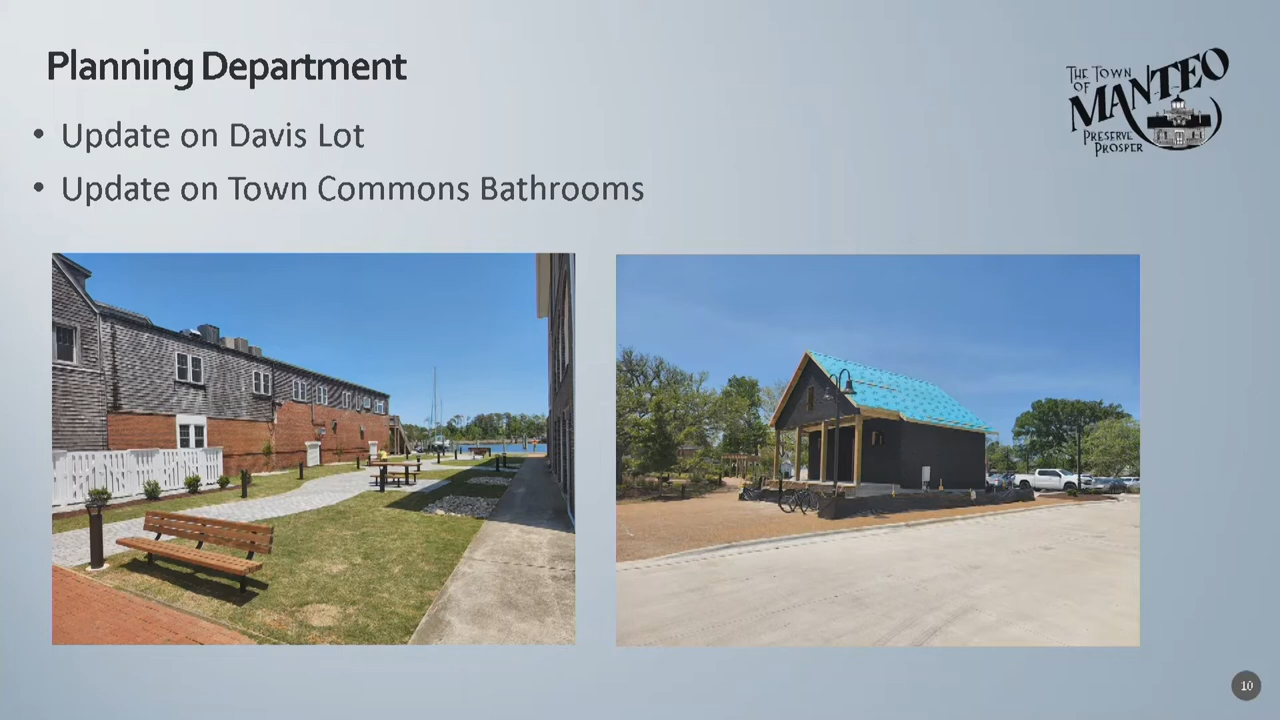 Planning Department
THE TOWN
OF
MANTEO
PRESERVE
PROSPER
• Update on Davis Lot
• Update on Town Commons Bathrooms
10